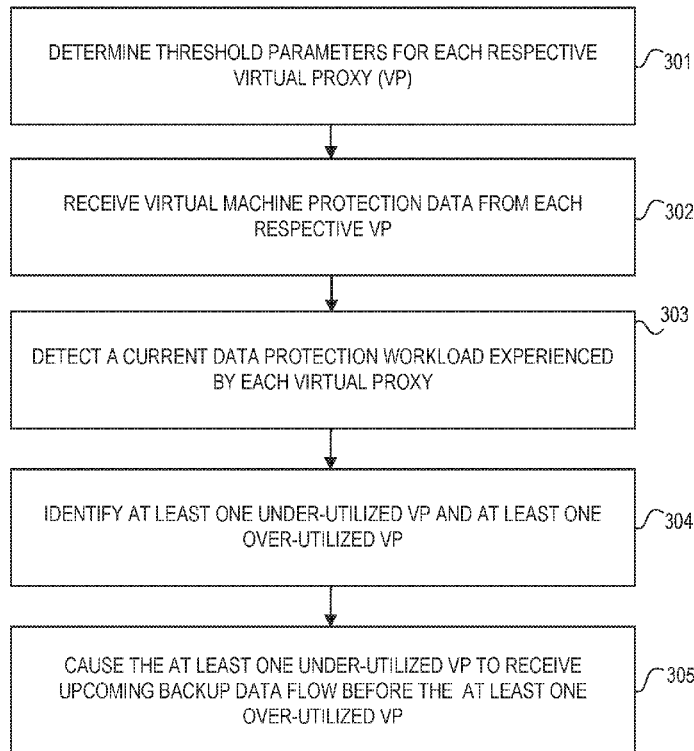 DETERMINE THRESHOLD PARAMETERS FOR EACH RESPECTIVE
VIRTUAL PROXY (VP)
301
RECEIVE VIRTUAL MACHINE PROTECTION DATA FROM EACH
RESPECTIVE VP
302
303
DETECT A CURRENT DATA PROTECTION WORKLOAD EXPERIENCED
BY EACH VIRTUAL PROXY
IDENTIFY AT LEAST ONE UNDER-UTILIZED VP AND AT LEAST ONE
OVER-UTILIZED VP
304
CAUSE THE AT LEAST ONE UNDER-UTILIZED VP TO RECEIVE
UPCOMING BACKUP DATA FLOW BEFORE THE AT LEAST ONE
OVER-UTILIZED VP
305